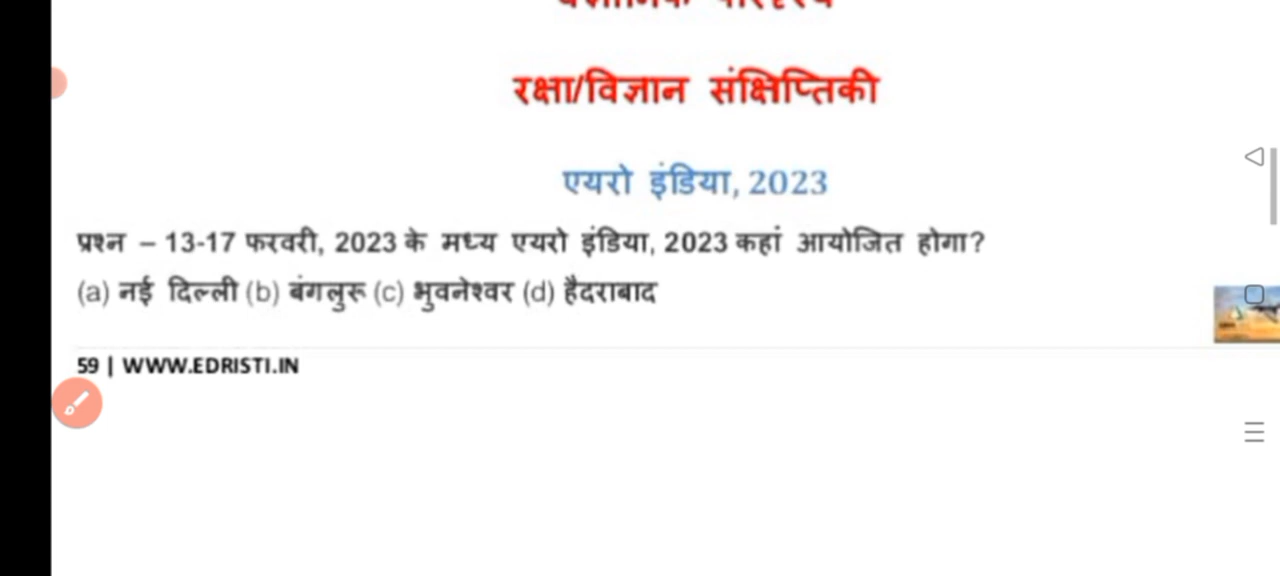 रक्षा/विज्ञान संक्षिप्तिकी
एयरो इंडिया, 2023
प्रश्न – 13-17 फरवरी, 2023 के मध्य एयरो इंडिया, 2023 कहां आयोजित होगा?
(a) नई दिल्ली (b) बंगलुरू (c) भुवनेश्वर (d) हैदराबाद
59 | WWW.EDRISTI.IN